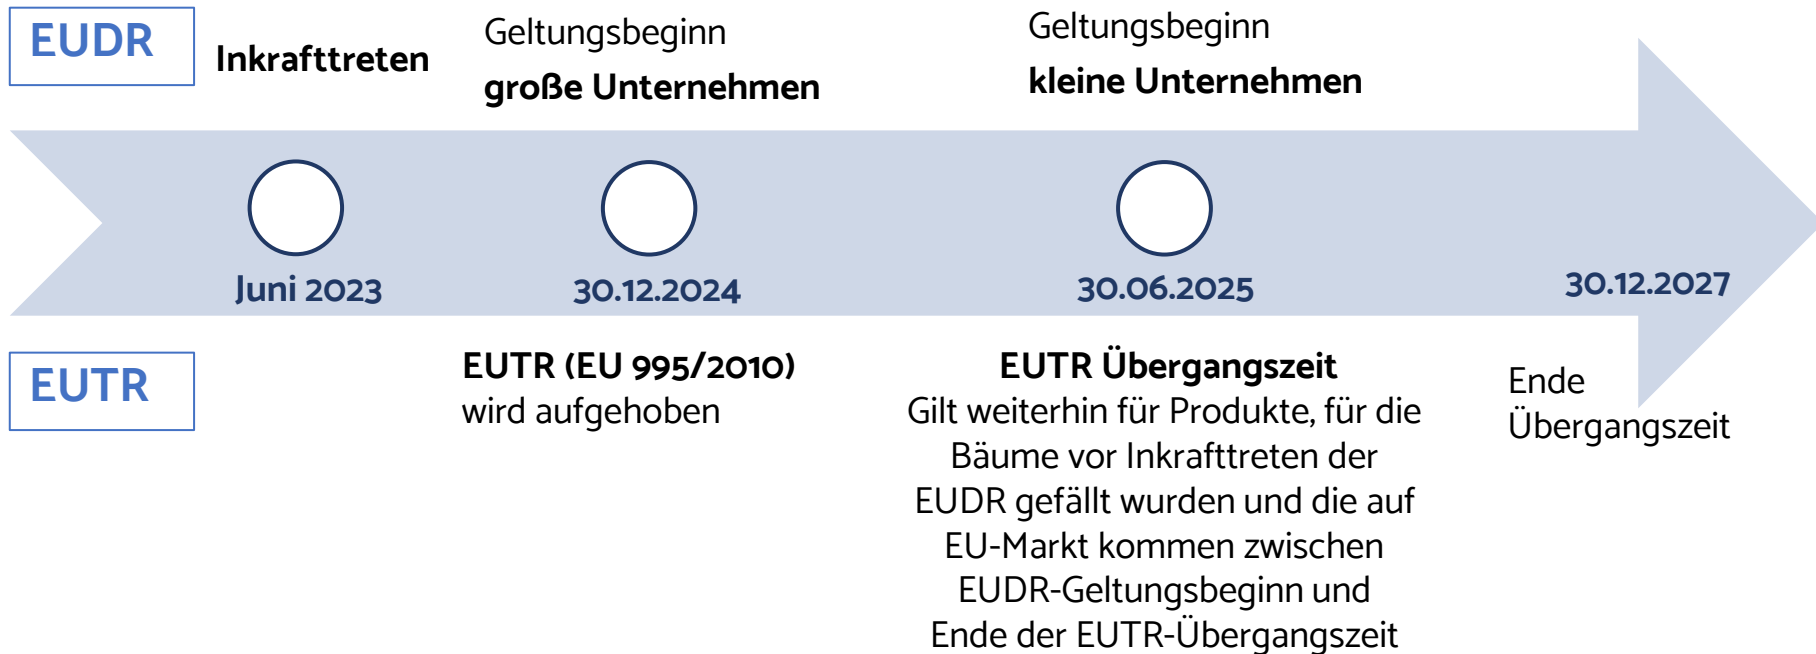 EUDR
Inkrafttreten
Geltungsbeginn
große Unternehmen
Geltungsbeginn
kleine Unternehmen
Juni 2023
30.12.2024
30.06.2025
30.12.2027
EUTR
EUTR (EU 995/2010)
wird aufgehoben
EUTR Übergangszeit
Gilt weiterhin für Produkte, für die
Bäume vor Inkrafttreten der
EUDR gefällt wurden und die auf
EU-Markt kommen zwischen
EUDR-Geltungsbeginn und
Ende der EUTR-Übergangszeit
Ende
Übergangszeit